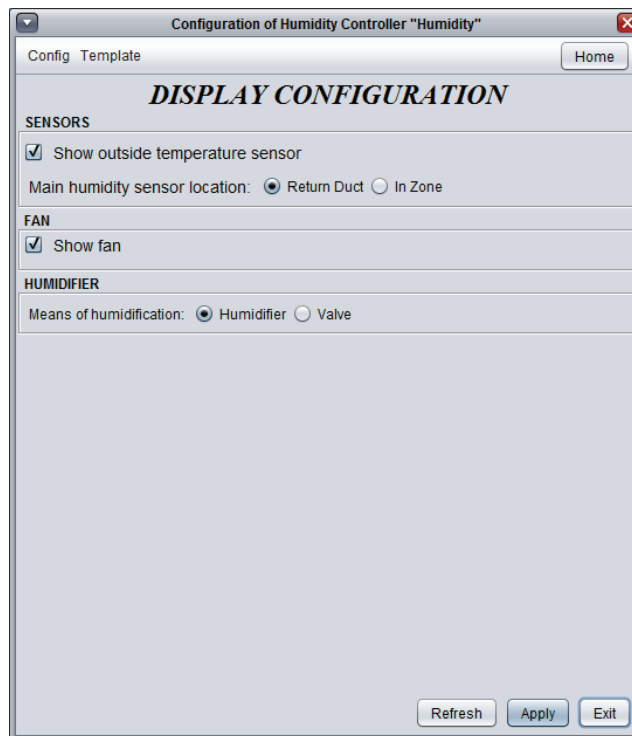 Configuration of Humidity Controller "Humidity"
Config Template Home
DISPLAY CONFIGURATION
SENSORS
Show outside temperature sensor
Main humidity sensor location: Return Duct In Zone
FAN
Show fan
HUMIDIFIER
Means of humidification: Humidifier Valve
Refresh Apply Exit